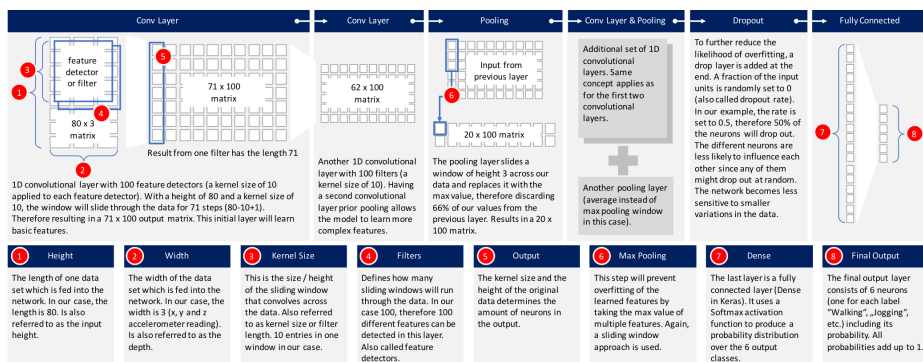 Conv Layer
Conv Layer
Pooling
Conv Layer & Pooling
Dropout
Fully Connected
feature
detector
or filter
80 x 3
matrix
3
1
4
2
5
71 x 100
matrix
Result from one filter has the length 71
1D convolutional layer with 100 feature detectors (a kernel size of 10
applied to each feature detector). With a height of 80 and a kernel size of
10, the window will slide through the data for 71 steps (80-10+1).
Therefore resulting in a 71 x 100 output matrix. This initial layer will learn
basic features.
62 x 100
matrix
Another 1D convolutional
layer with 100 filters (a
kernel size of 10). Having
a second convolutional
layer prior pooling allows
the model to learn more
complex features.
Input from
previous layer
6
20 x 100 matrix
The pooling layer slides a
window of height 3 across our
data and replaces it with the
max value, therefore discarding
66% of our values from the
previous layer. Results in a 20 x
100 matrix.
Additional set of 1D
convolutional
layers. Same
concept applies as
for the first two
convolutional
layers.
Another pooling layer
(average instead of
max pooling window
in this case).
To further reduce the
likelihood of overfitting, a
drop layer is added at the
end. A fraction of the input
units is randomly set to 0
(also called dropout rate).
In our example, the rate is
set to 0.5, therefore 50% of
the neurons will drop out.
The different neurons are
less likely to influence each
other since any of them
might drop out at random.
The network becomes less
sensitive to smaller
variations in the data.
7
8
1 Height
The length of one data
set which is fed into the
network. In our case, the
length is 80. Is also
referred to as the input
height.
2 Width
The width of the data
set which is fed into the
network. In our case, the
width is 3 (x, y and z
accelerometer reading).
Is also referred to as the
depth.
3 Kernel Size
This is the size / height
of the sliding window
that convolves across
the data. Also referred
to as kernel size or filter
length. 10 entries in one
window in our case.
4 Filters
Defines how many
sliding windows will run
through the data. In our
case 100, therefore 100
different features can be
detected in this layer.
Also called feature
detectors.
5 Output
The kernel size and the
height of the original
data determines the
amount of neurons in
the output.
6 Max Pooling
This step will prevent
overfitting of the
learned features by
taking the max value of
multiple features. Again,
a sliding window
approach is used.
7 Dense
The last layer is a fully
connected layer (Dense
in Keras). It uses a
Softmax activation
function to produce a
probability distribution
over the 6 output
classes.
8 Final Output
The final output layer
consists of 6 neurons
(one for each label
"Walking", „Jogging",
etc.) including its
probability. All
probabilities add up to 1.